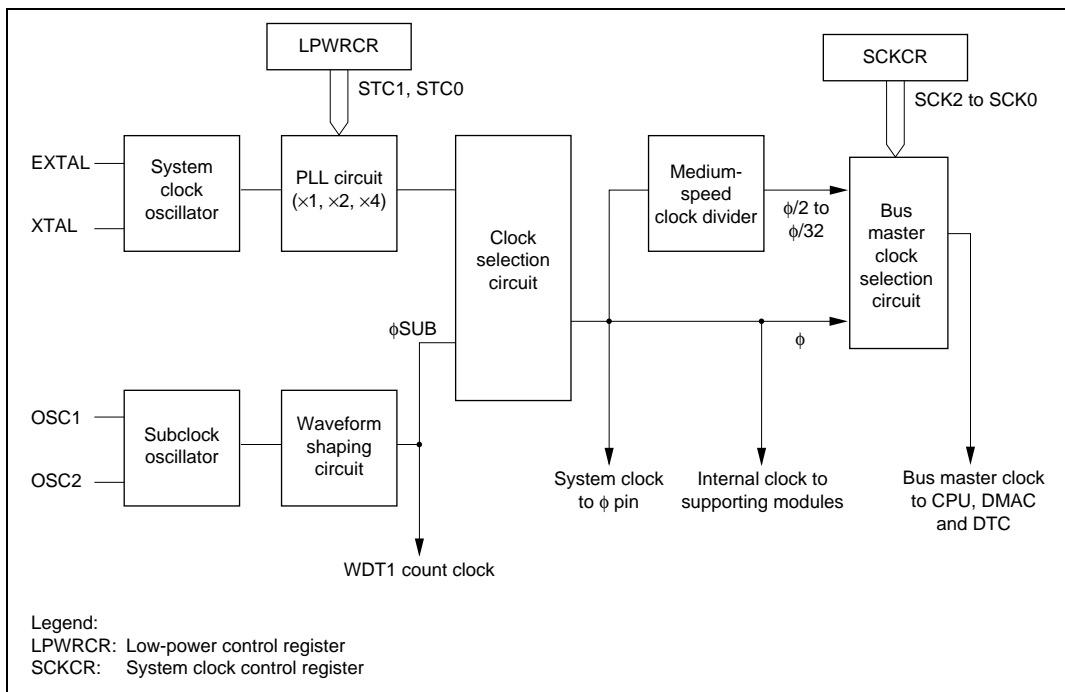 LPWRCR
STC1, STC0
SCKCR
SCK2 to SCK0
EXTAL
XTAL
System
clock
oscillator
PLL circuit
(×1, ×2, ×4)
Clock
selection
circuit
Medium-
speed
clock divider
ϕ/2 to
ϕ/32
Bus
master
clock
selection
circuit
ϕSUB
ϕ
OSC1
OSC2
Subclock
oscillator
Waveform
shaping
circuit
System clock
to ϕ pin
Internal clock to
supporting modules
Bus master clock
to CPU, DMAC
and DTC
WDT1 count clock
Legend:
LPWRCR: Low-power control register
SCKCR: System clock control register